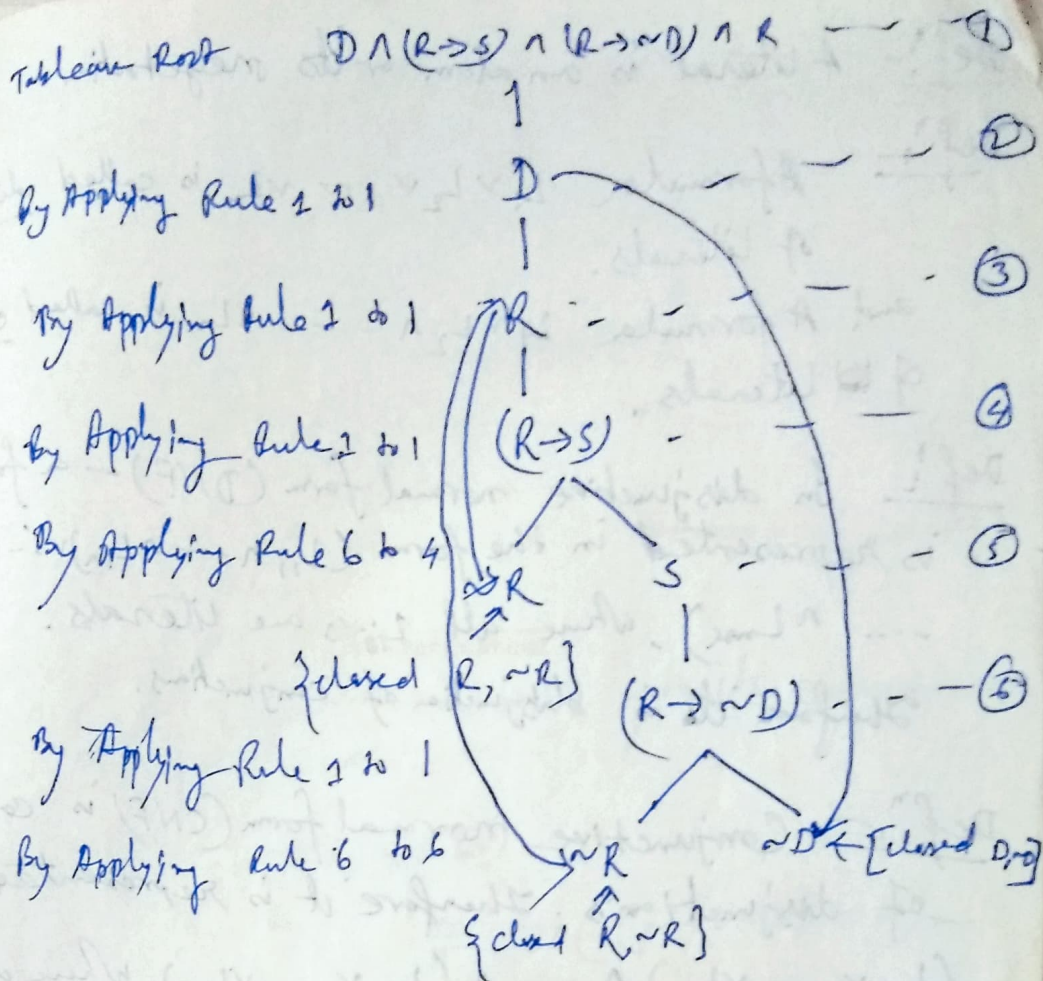 Tableau Root D ∧ (R→S) ∧ (R→~D) ∧ R ①
D ②
By Applying Rule 1 to 1
R ③
By Applying Rule 1 to 1
(R→S) ④
By Applying Rule 1 to 1
By Applying Rule 6 to 4 ~R S ⑤
{closed R, ~R}
(R→~D) ⑥
By Applying Rule 1 to 1
By Applying Rule 6 to 6 ~R ~D ← [closed D,~D]
{closed R,~R}